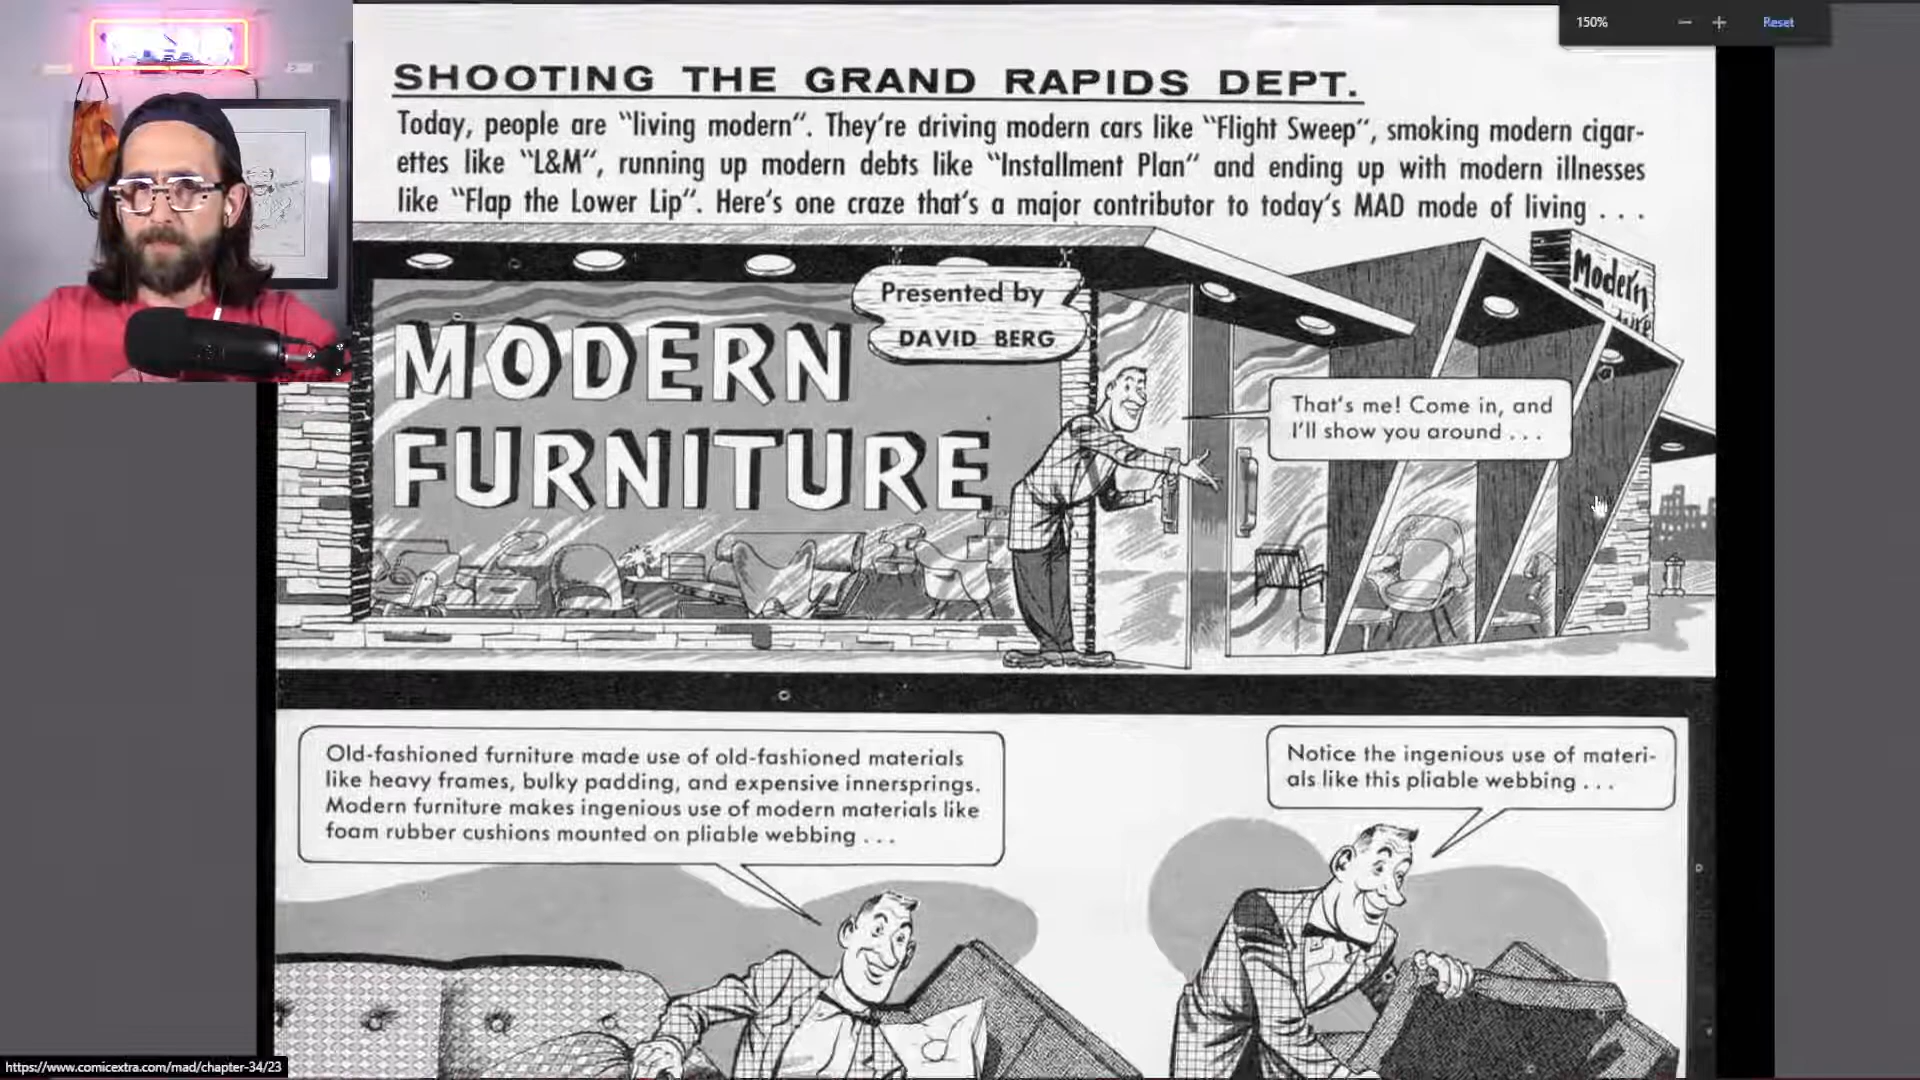 150%
Reset
SHOOTING THE GRAND RAPIDS DEPT.
Today, people are "living modern". They're driving modern cars like "Flight Sweep", smoking modern cigar-
ettes like "L&M", running up modern debts like "Installment Plan" and ending up with modern illnesses
like "Flap the Lower Lip". Here's one craze that's a major contributor to today's MAD mode of living . . .
Modern
Presented by
DAVID BERG
MODERN
FURNITURE
That's me! Come in, and
I'll show you around . . .
Old-fashioned furniture made use of old-fashioned materials
like heavy frames, bulky padding, and expensive innersprings.
Modern furniture makes ingenious use of modern materials like
foam rubber cushions mounted on pliable webbing . . .
Notice the ingenious use of materi-
als like this pliable webbing . . .
https://www.comicextra.com/mad/chapter-34/23